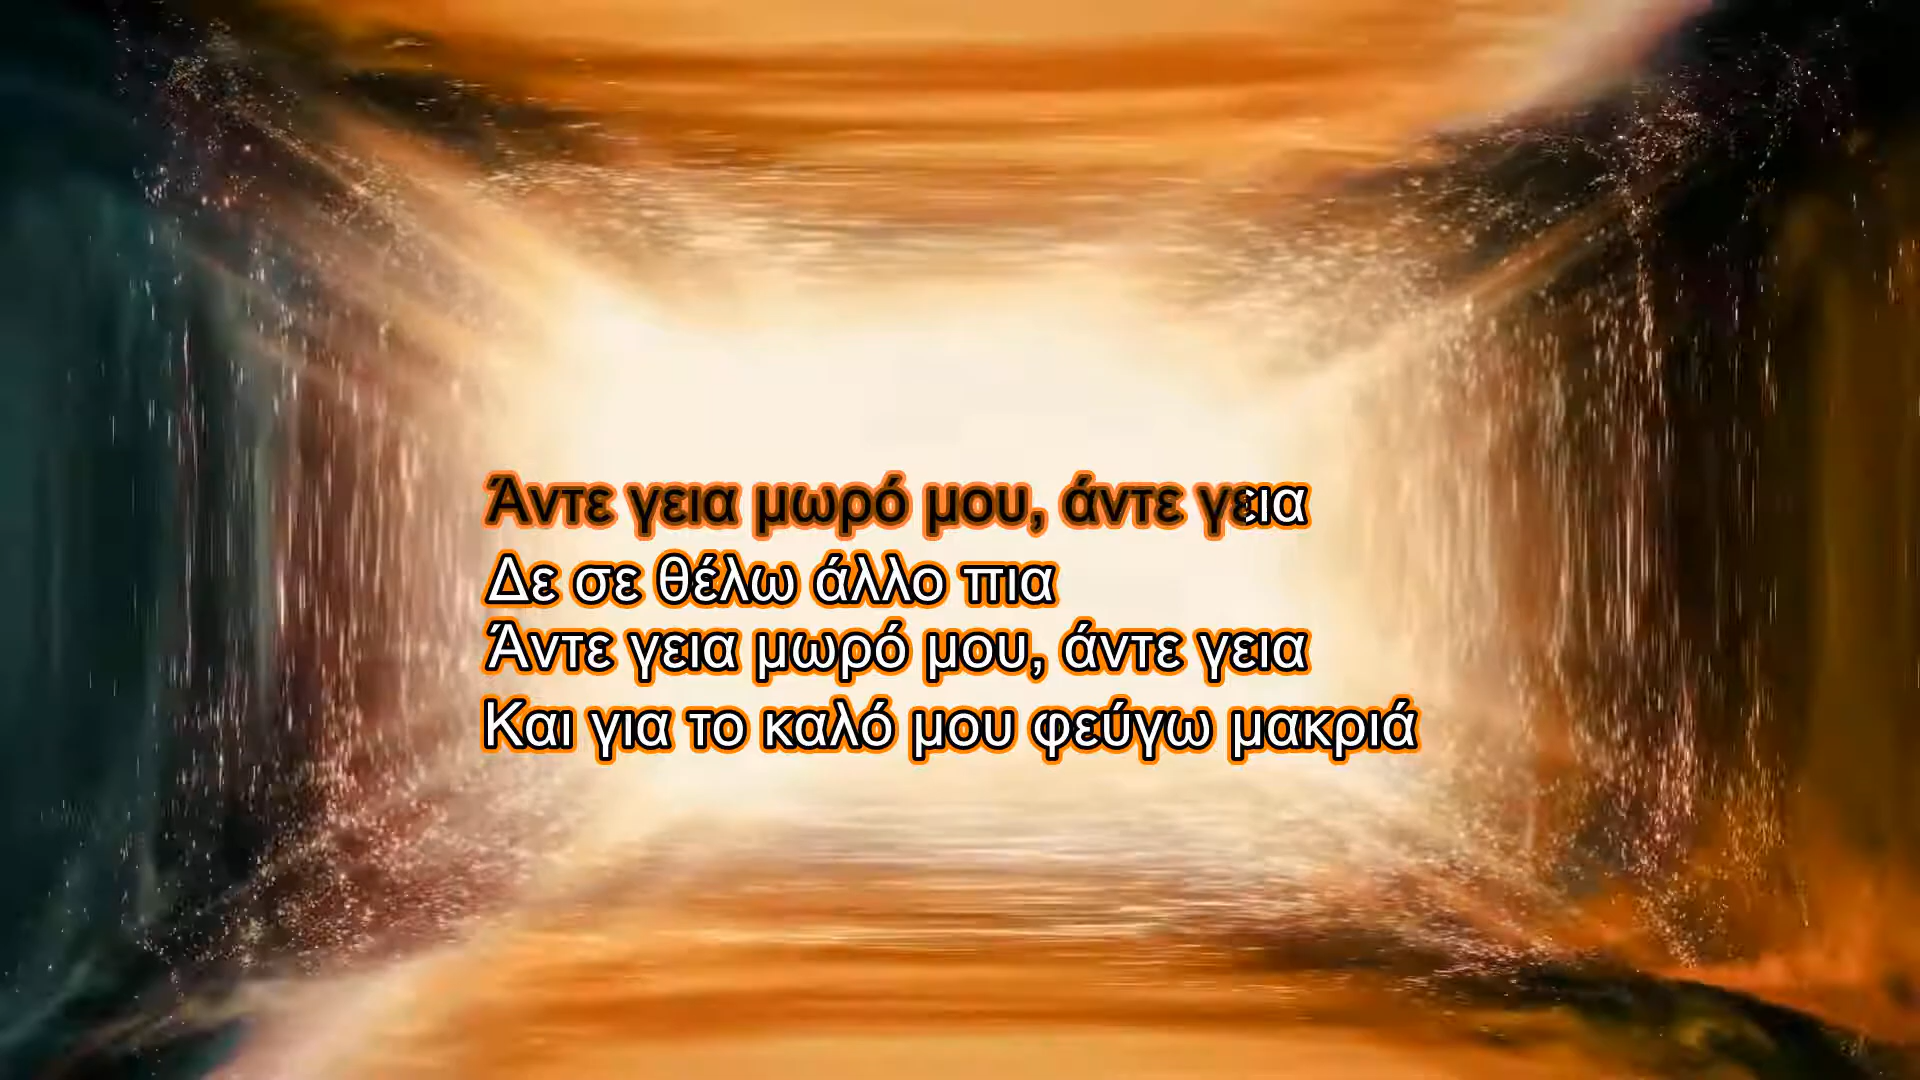 Άντε γεια μωρό μου, άντε γεια
Δε σε θέλω άλλο πια
Άντε γεια μωρό μου, άντε γεια
Και για το καλό μου φεύγω μακριά